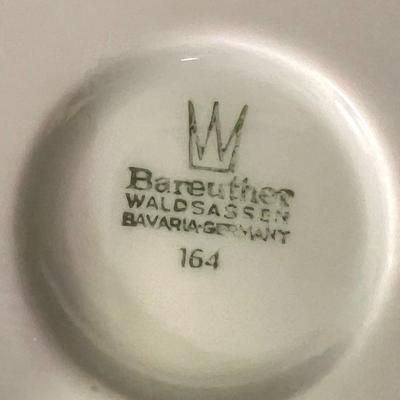 W
Bareuther
WALDSASSEN
BAVARIA·GERMANY
164